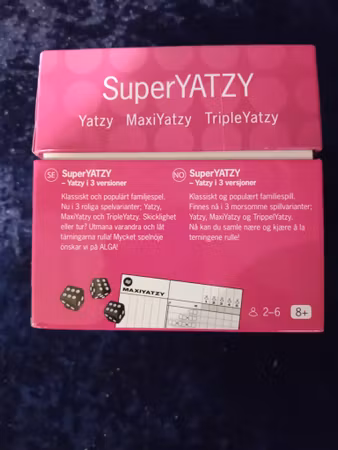 SuperYATZY
Yatzy MaxiYatzy TripleYatzy
SE SuperYATZY
– Yatzy i 3 versjoner
Klassiskt och populärt familjespel.
Nu i 3 roliga spelvarianter; Yatzy,
MaxiYatzy och TripleYatzy. Skicklighet
eller tur? Utmana varandra och låt
tärningarna rulla! Mycket spelnöje
önskar vi på ALGA!
NO SuperYATZY
– Yatzy i 3 versjoner
Klassisk og populært familiespill.
Finnes nå i 3 morsomme spillvarianter;
Yatzy, MaxiYatzy og TrippelYatzy.
Nå kan du samle nære og kjære å la
terningene rulle!
MAXIYATZY
2–6
8+